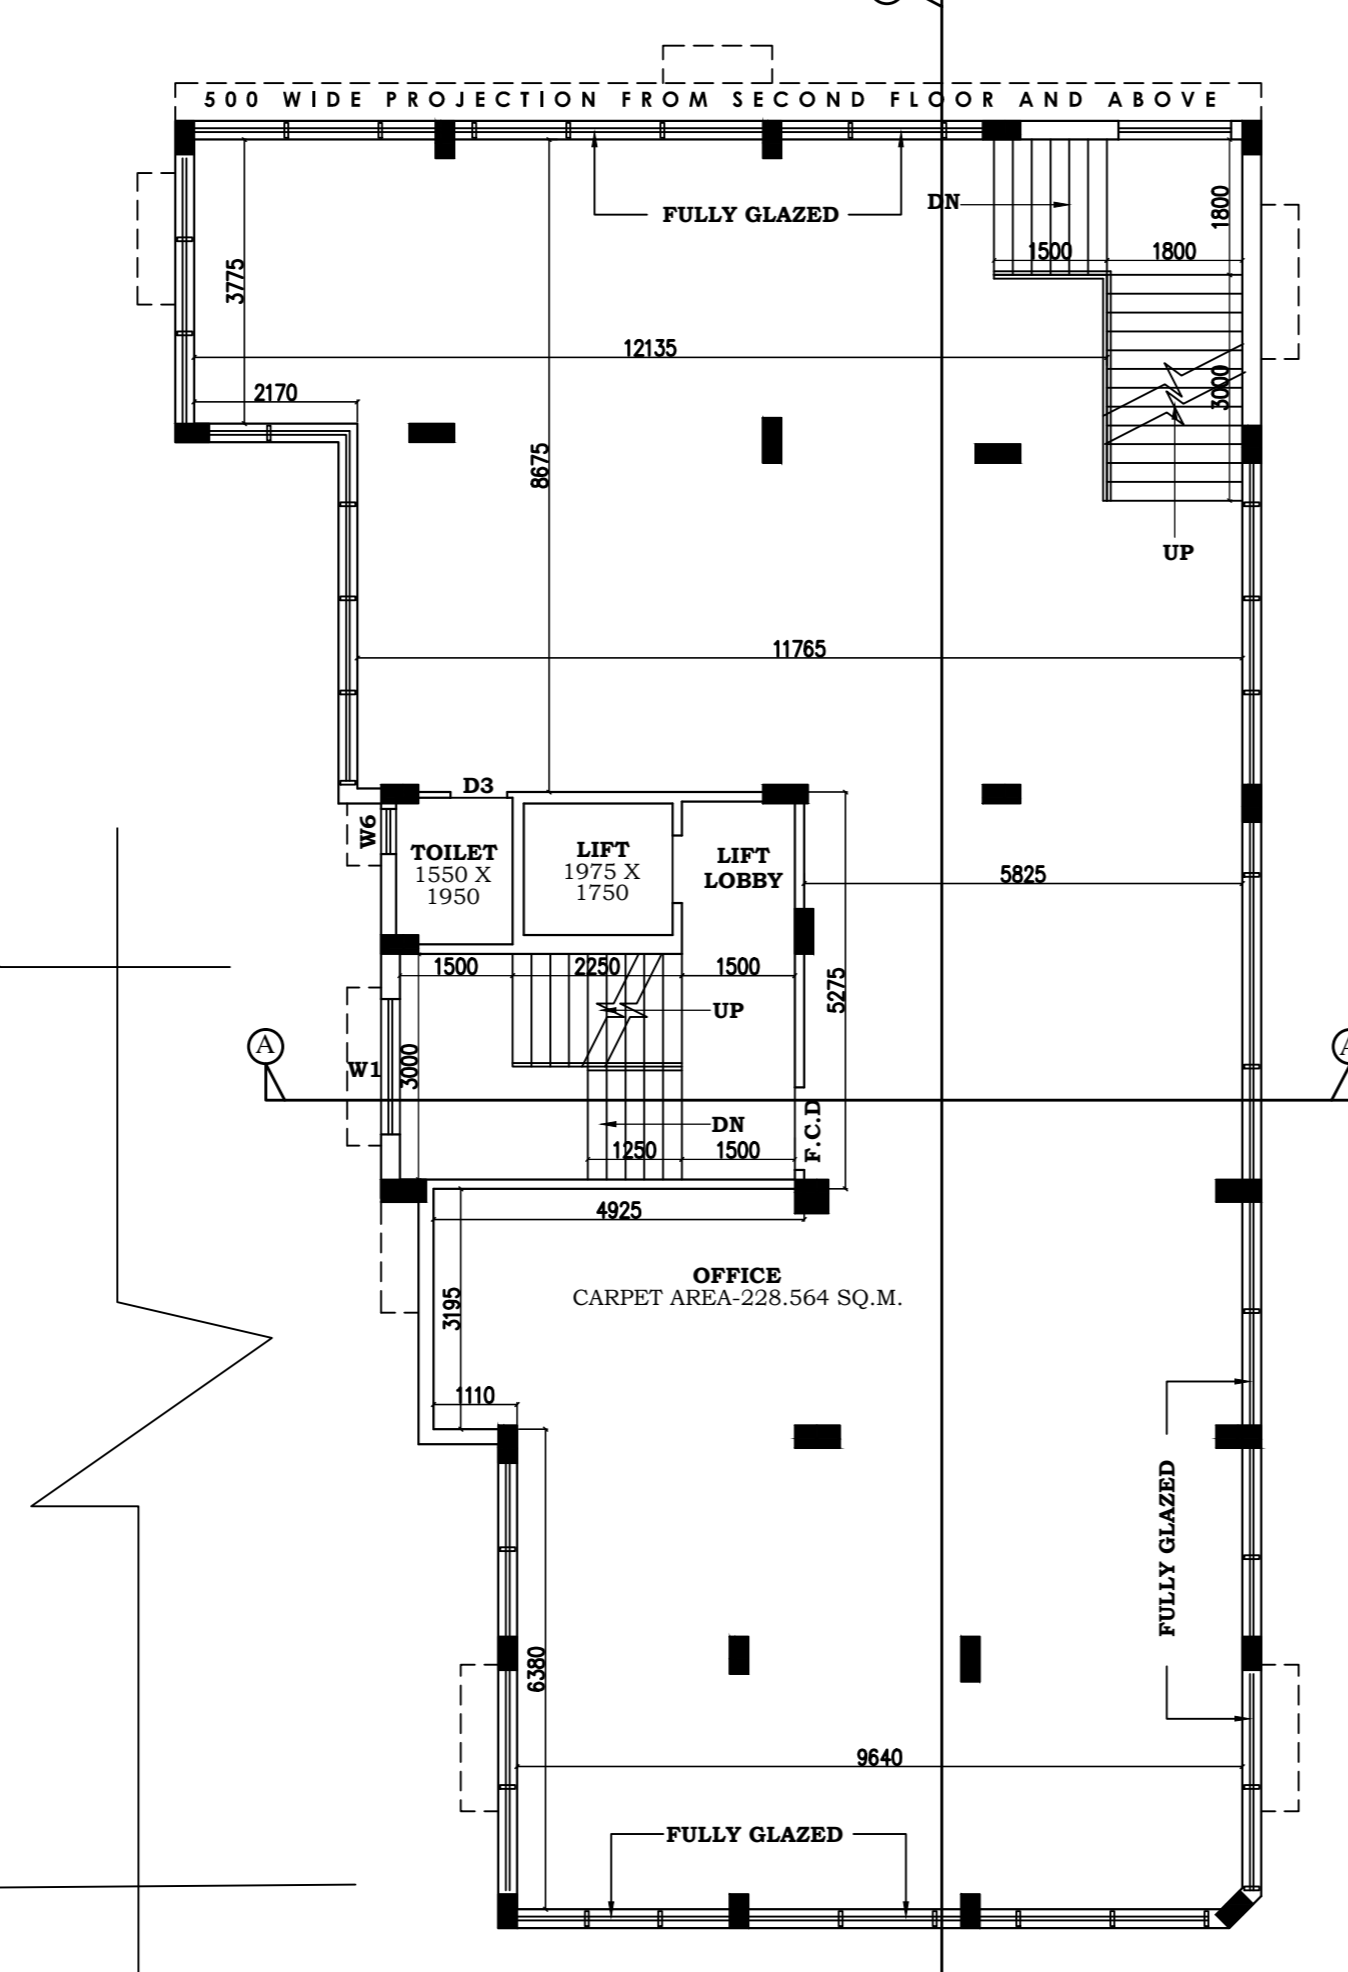 500 WIDE PROJECTION FROM SECOND FLOOR AND ABOVE
FULLY GLAZED
DN
1800
1500
1800
3775
12135
3000
2170
8675
UP
11765
D3
W6
TOILET
1550 X
1950
LIFT
1975 X
1750
LIFT
LOBBY
5825
1500
2250
1500
5275
UP
A
A
W1
3000
DN
F.C.D
1250
1500
4925
OFFICE
CARPET AREA-228.564 SQ.M.
3195
1110
FULLY GLAZED
6380
9640
FULLY GLAZED